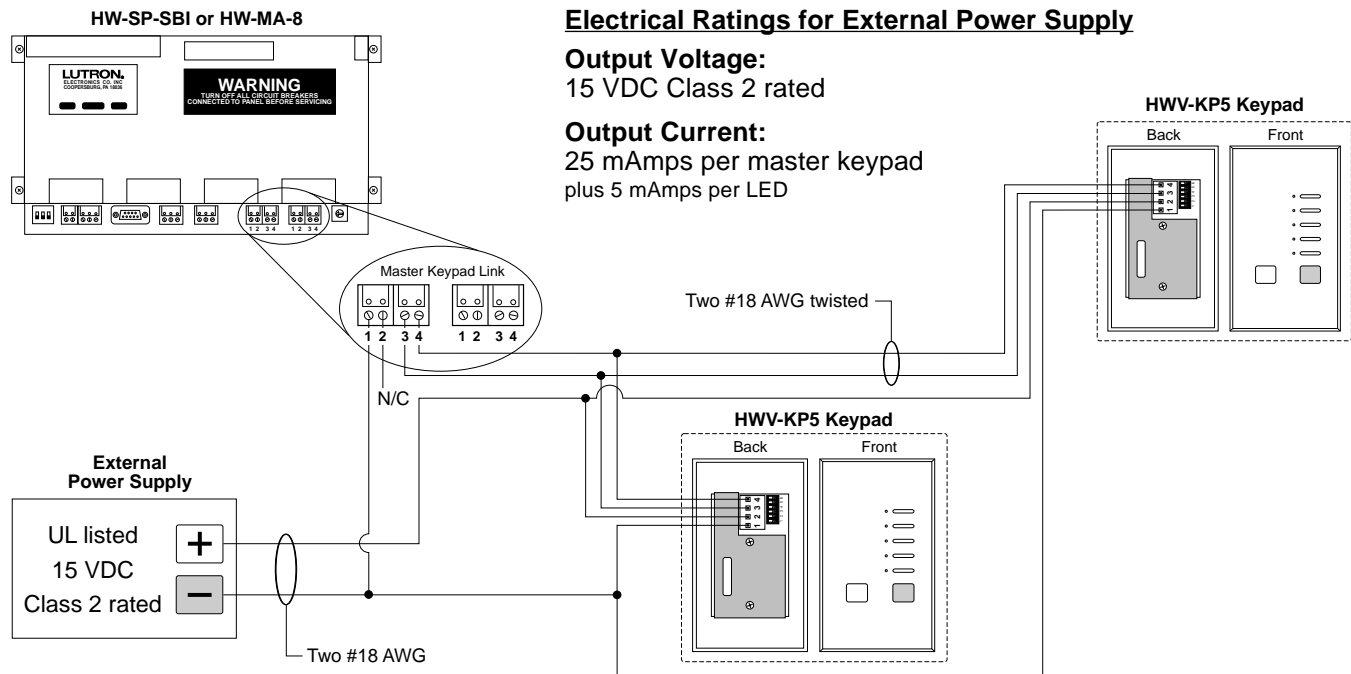 HW-SP-SBI or HW-MA-8
LUTRON.
ELECTRONICS CO. INC
COOPERSBURG, PA 18036
WARNING
TURN OFF ALL CIRCUIT BREAKERS
CONNECTED TO PANEL BEFORE SERVICING
1 2 3 4
1 2 3 4
Electrical Ratings for External Power Supply
Output Voltage:
15 VDC Class 2 rated
Output Current:
25 mAmps per master keypad
plus 5 mAmps per LED
HWV-KP5 Keypad
Back
Front
4
3
2
1
Master Keypad Link
1 2 3 4
1 2 3 4
N/C
Two #18 AWG twisted
HWV-KP5 Keypad
Back
Front
4
3
2
1
External
Power Supply
UL listed
15 VDC
Class 2 rated
+
−
Two #18 AWG